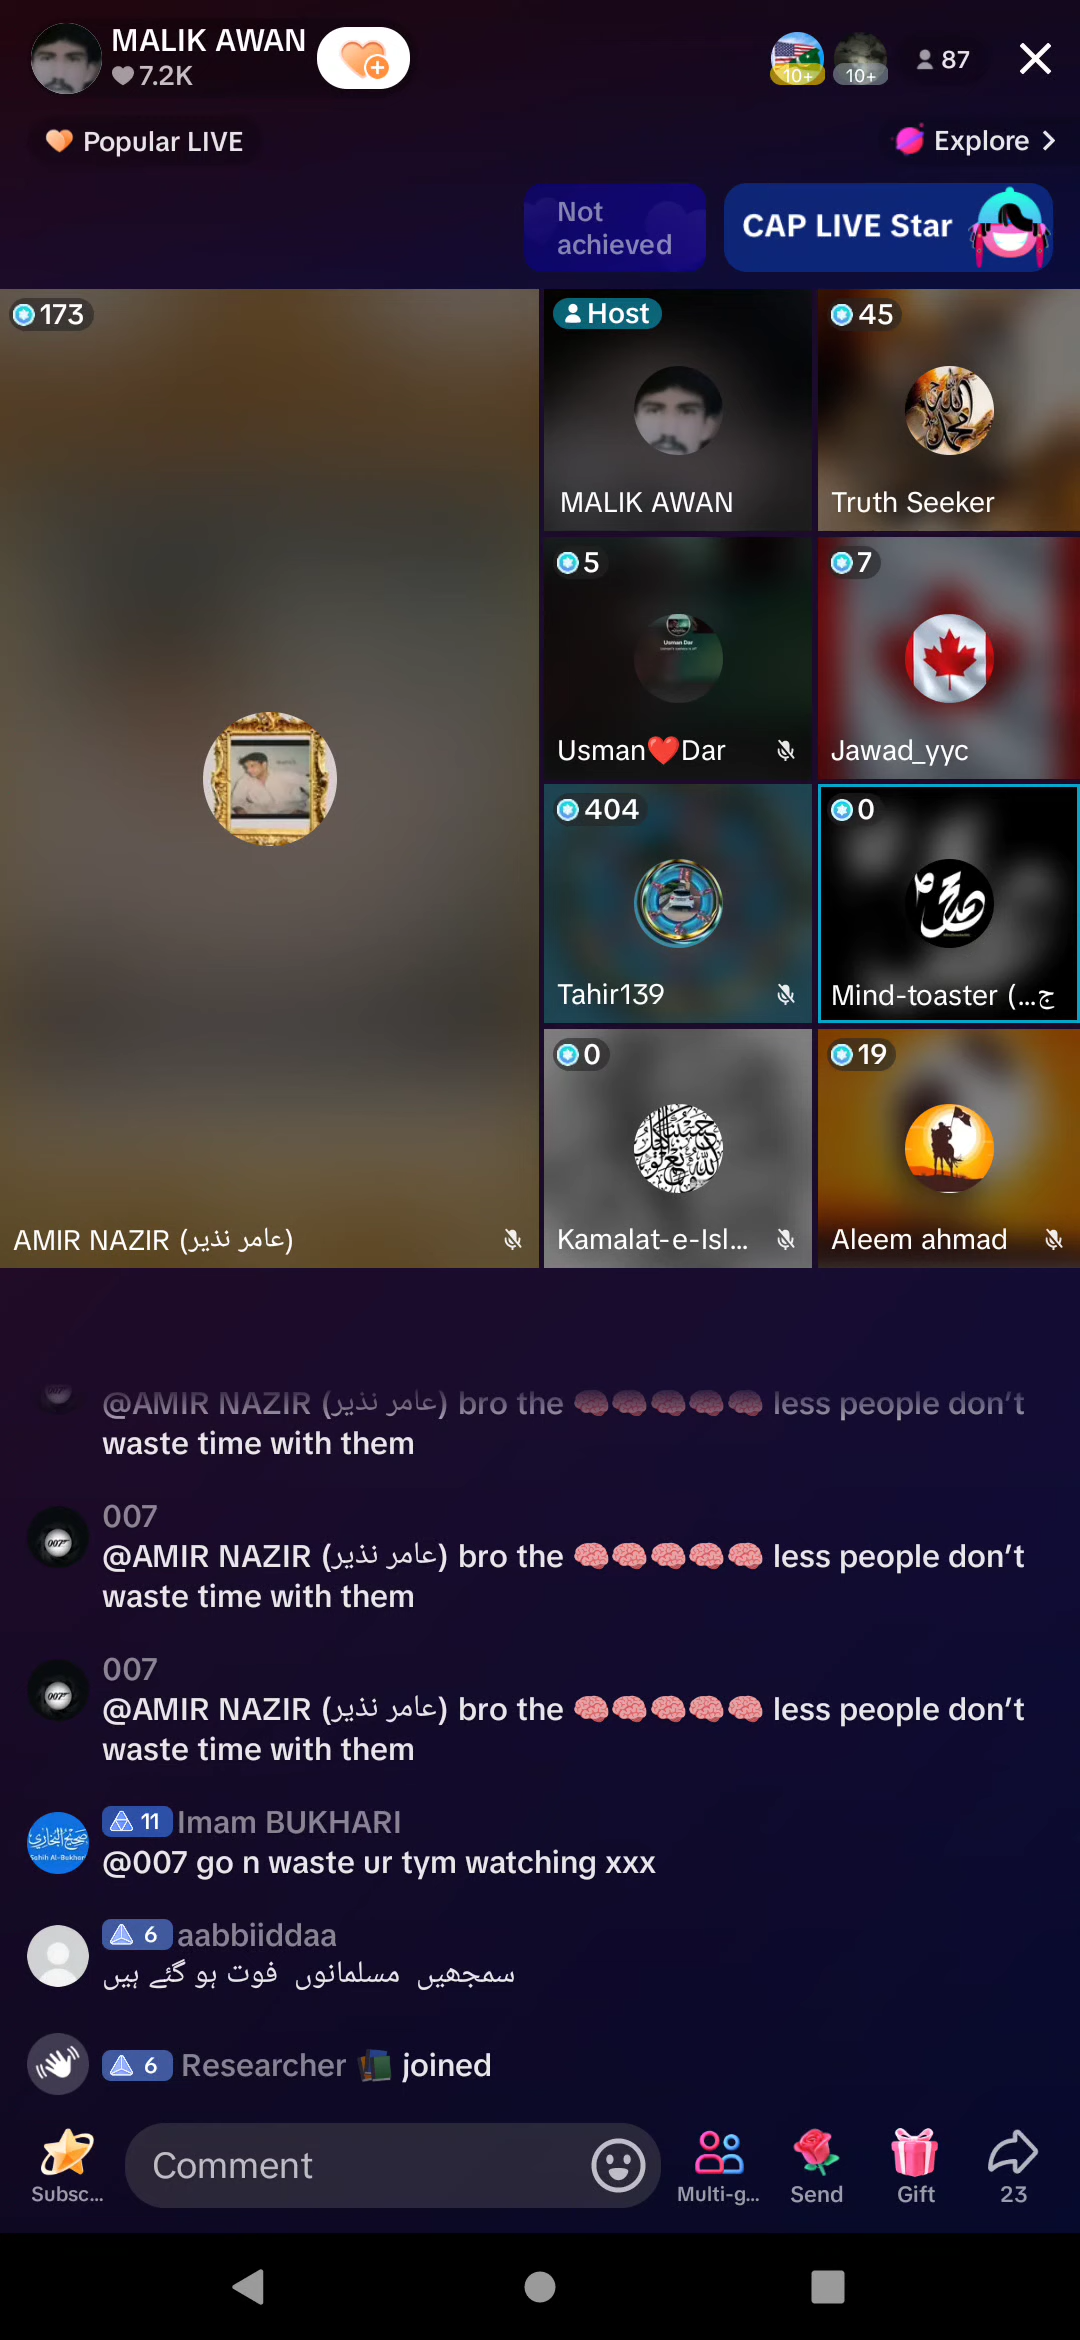 MALIK AWAN
7.2K
10+
10+
87
Popular LIVE
Explore
Not
achieved
CAP LIVE Star
173
Host
45
MALIK AWAN
Truth Seeker
5
7
Usman Dar
Usman❤️Dar
Jawad_yyc
404
0
Tahir139
Mind-toaster (...ج
0
19
AMIR NAZIR (عامر نذیر)
Kamalat-e-Isl...
Aleem ahmad
@AMIR NAZIR (عامر نذیر) bro the 🧠🧠🧠🧠🧠 less people don’t
waste time with them
007
@AMIR NAZIR (عامر نذیر) bro the 🧠🧠🧠🧠🧠 less people don’t
waste time with them
007
@AMIR NAZIR (عامر نذیر) bro the 🧠🧠🧠🧠🧠 less people don’t
waste time with them
11 Imam BUKHARI
@007 go n waste ur tym watching xxx
6 aabbiiddaa
سمجھیں مسلمانوں فوت ہو گئے ہیں
6 Researcher 📚 joined
Comment
Subsc...
Multi-g...
Send
Gift
23